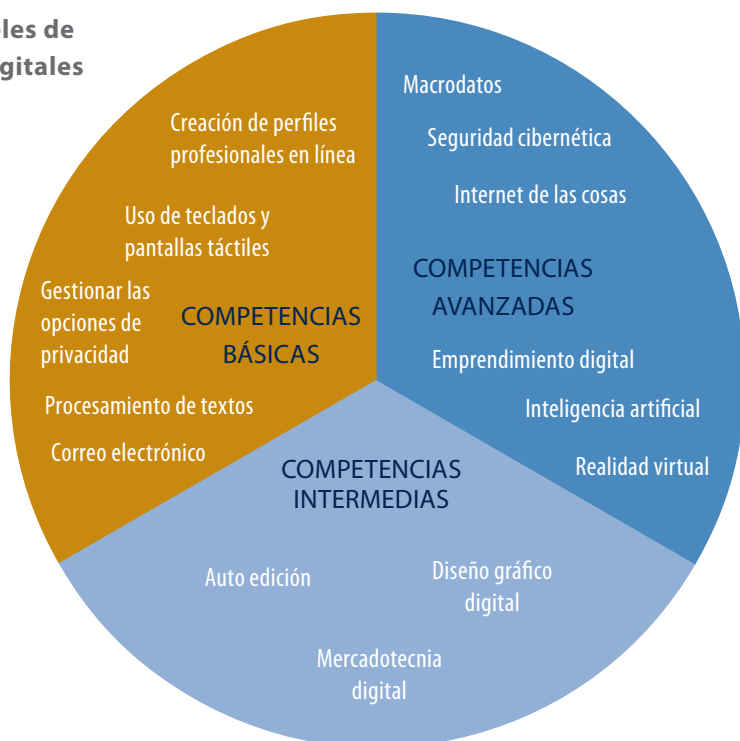 les de
gitales
Creación de perfiles
profesionales en línea
Uso de teclados y
pantallas táctiles
Gestionar las
opciones de
privacidad
COMPETENCIAS
BÁSICAS
Procesamiento de textos
Correo electrónico
Macrodatos
Seguridad cibernética
Internet de las cosas
COMPETENCIAS
AVANZADAS
Emprendimiento digital
Inteligencia artificial
Realidad virtual
COMPETENCIAS
INTERMEDIAS
Auto edición
Diseño gráfico
digital
Mercadotecnia
digital